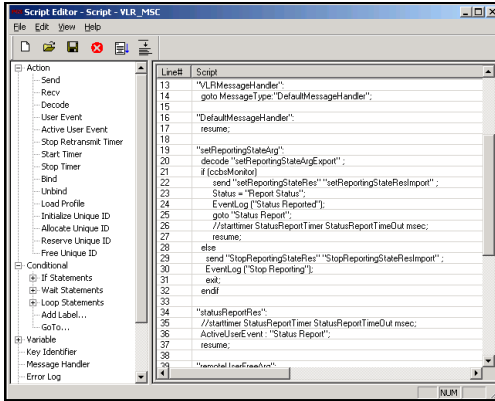 Script Editor - Script - VLR_MSC
File Edit View Help
Action
Send
Recv
Decode
User Event
Active User Event
Stop Retransmit Timer
Start Timer
Stop Timer
Bind
Unbind
Load Profile
Initialize Unique ID
Allocate Unique ID
Reserve Unique ID
Free Unique ID
Conditional
If Statements
Wait Statements
Loop Statements
Add Label...
GoTo...
Variable
Key Identifier
Message Handler
Error Log
Line# Script
13 "VLRMessageHandler":
14 goto MessageType:"DefaultMessageHandler";
15
16 "DefaultMessageHandler":
17 resume;
18
19 "setReportingStateArg":
20 decode "setReportingStateArgExport" ;
21 if (ccbsMonitor)
22 send "setReportingStateRes" "setReportingStateResImport" ;
23 Status = "Report Status";
24 EventLog ("Status Reported");
25 goto "Status Report";
26 //starttimer StatusReportTimer StatusReportTimeOut msec;
27 resume;
28 else
29 send "StopReportingStateRes" "StopReportingStateResImport" ;
30 EventLog ("Stop Reporting");
31 exit;
32 endif
33
34 "statusReportRes":
35 //starttimer StatusReportTimer StatusReportTimeOut msec;
36 ActiveUserEvent : "Status Report";
37 resume;
38
39 "remoteUserFreeArg":
NUM